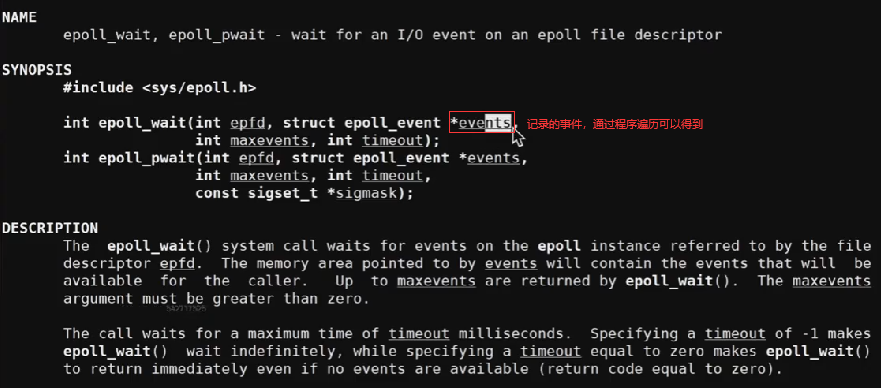 NAME
epoll_wait, epoll_pwait - wait for an I/O event on an epoll file descriptor
SYNOPSIS
#include <sys/epoll.h>
int epoll_wait(int epfd, struct epoll_event *events, 记录的事件，通过程序遍历可以得到
int maxevents, int timeout);
int epoll_pwait(int epfd, struct epoll_event *events,
int maxevents, int timeout,
const sigset_t *sigmask);
DESCRIPTION
The epoll_wait() system call waits for events on the epoll instance referred to by the file
descriptor epfd. The memory area pointed to by events will contain the events that will be
available for the caller. Up to maxevents are returned by epoll_wait(). The maxevents
argument must be greater than zero.
The call waits for a maximum time of timeout milliseconds. Specifying a timeout of -1 makes
epoll_wait() wait indefinitely, while specifying a timeout equal to zero makes epoll_wait()
to return immediately even if no events are available (return code equal to zero).